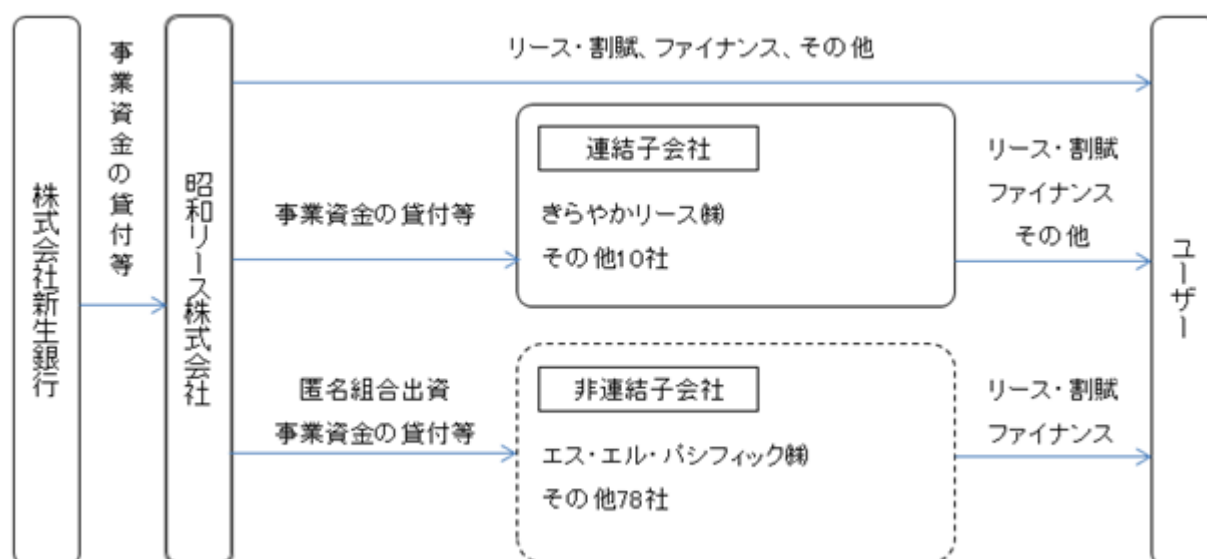 株式会社新生銀行
事業資金の貸付等
昭和リース株式会社
リース・割賦、ファイナンス、その他
事業資金の貸付等
連結子会社
きらやかリース㈱
その他10社
リース・割賦
ファイナンス
その他
匿名組合出資
事業資金の貸付等
非連結子会社
エス・エル・パシフィック㈱
その他78社
リース・割賦
ファイナンス
ユーザー